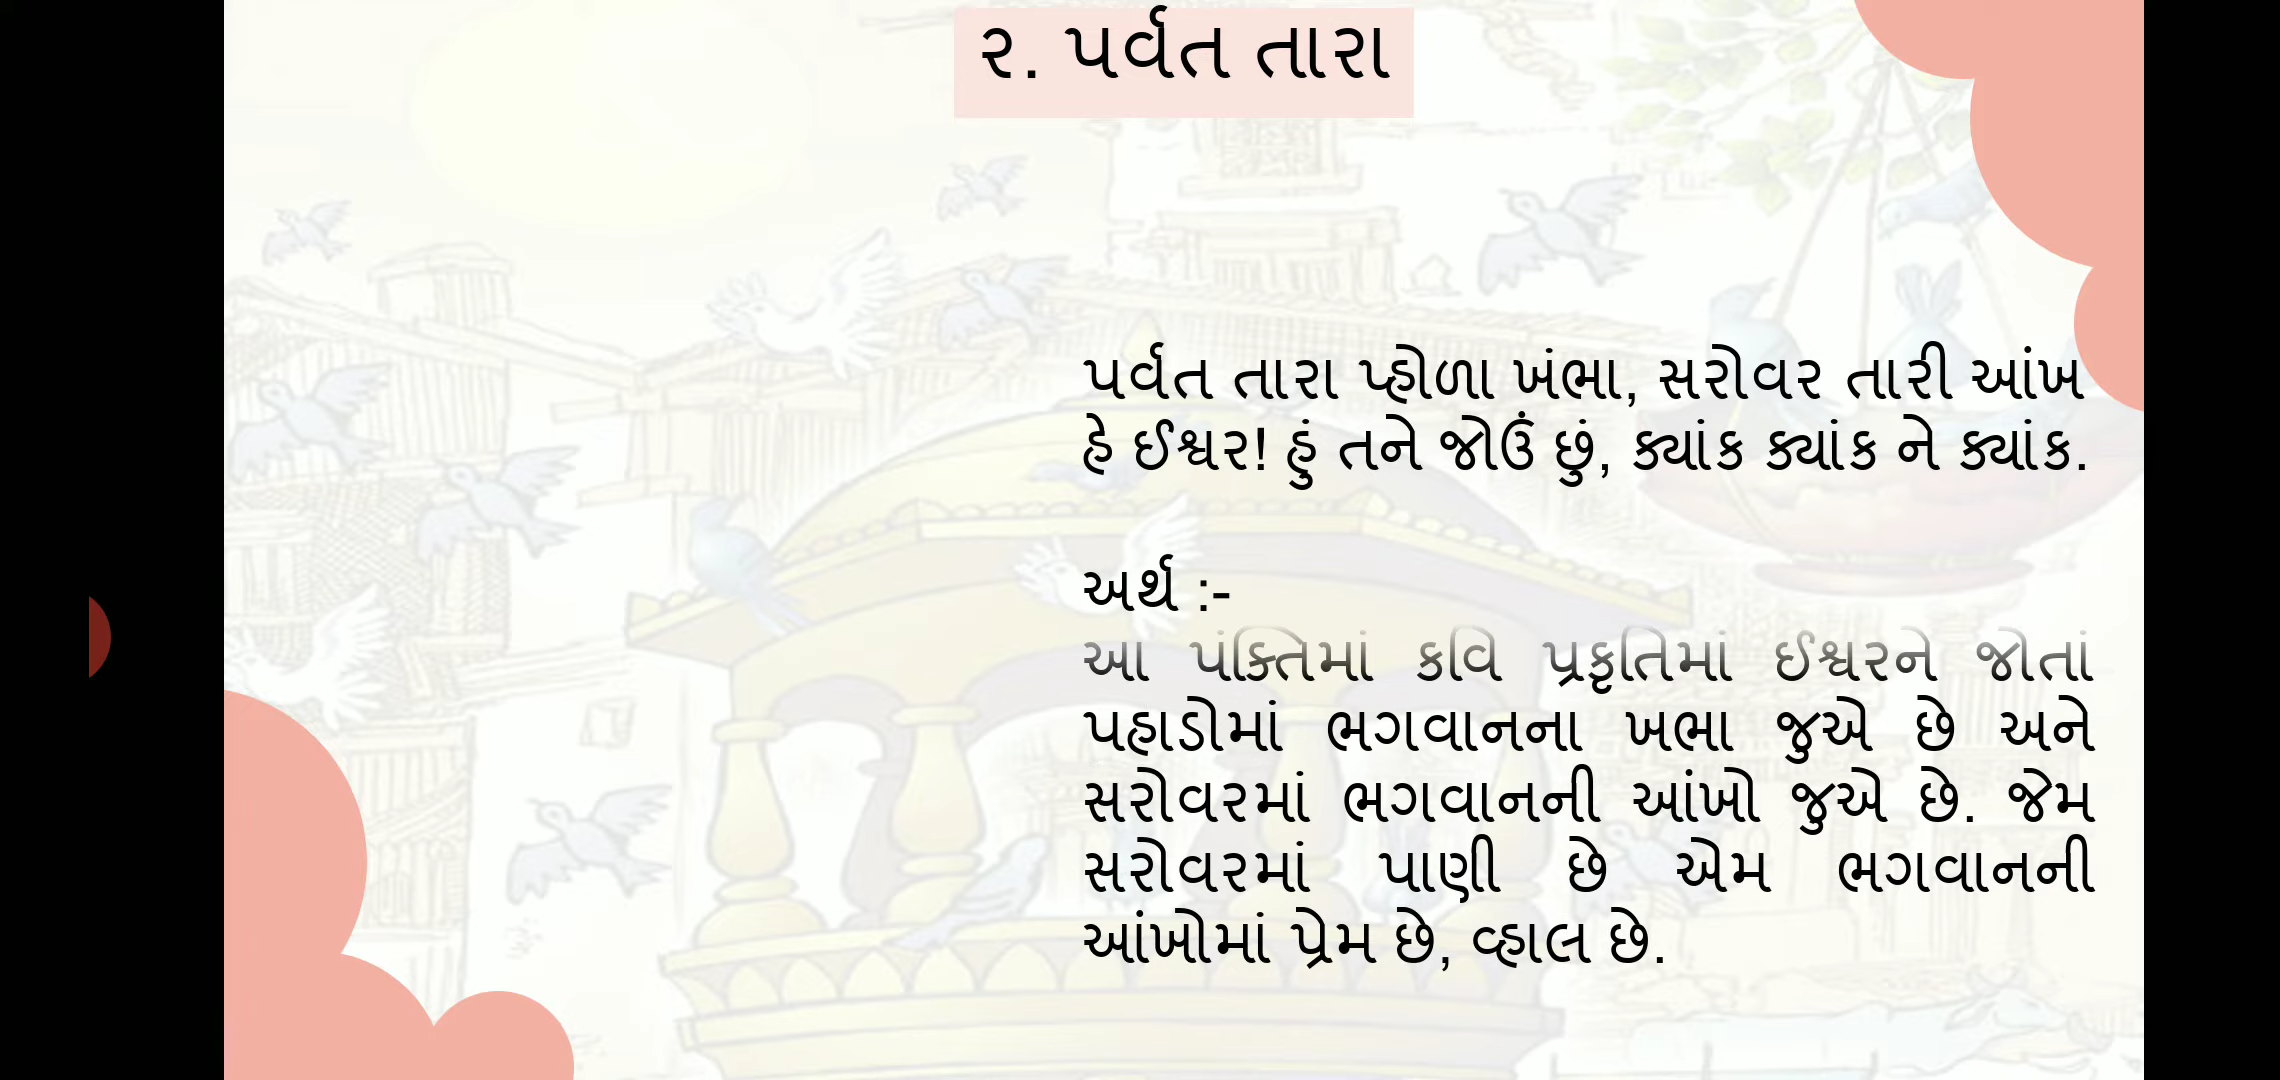 ૨. પર્વત તારા
પર્વત તારા પ્હોળા ખંભા, સરોવર તારી આંખ
હે ઈશ્વર! હું તને જોઉં છું, ક્યાંક ક્યાંક ને ક્યાંક.
અર્થ :-
આ પંક્તિમાં કવિ પ્રકૃતિમાં ઈશ્વરને જોતાં
પહાડોમાં ભગવાનના ખભા જુએ છે અને
સરોવરમાં ભગવાનની આંખો જુએ છે. જેમ
સરોવરમાં પાણી છે એમ ભગવાનની
આંખોમાં પ્રેમ છે, વ્હાલ છે.